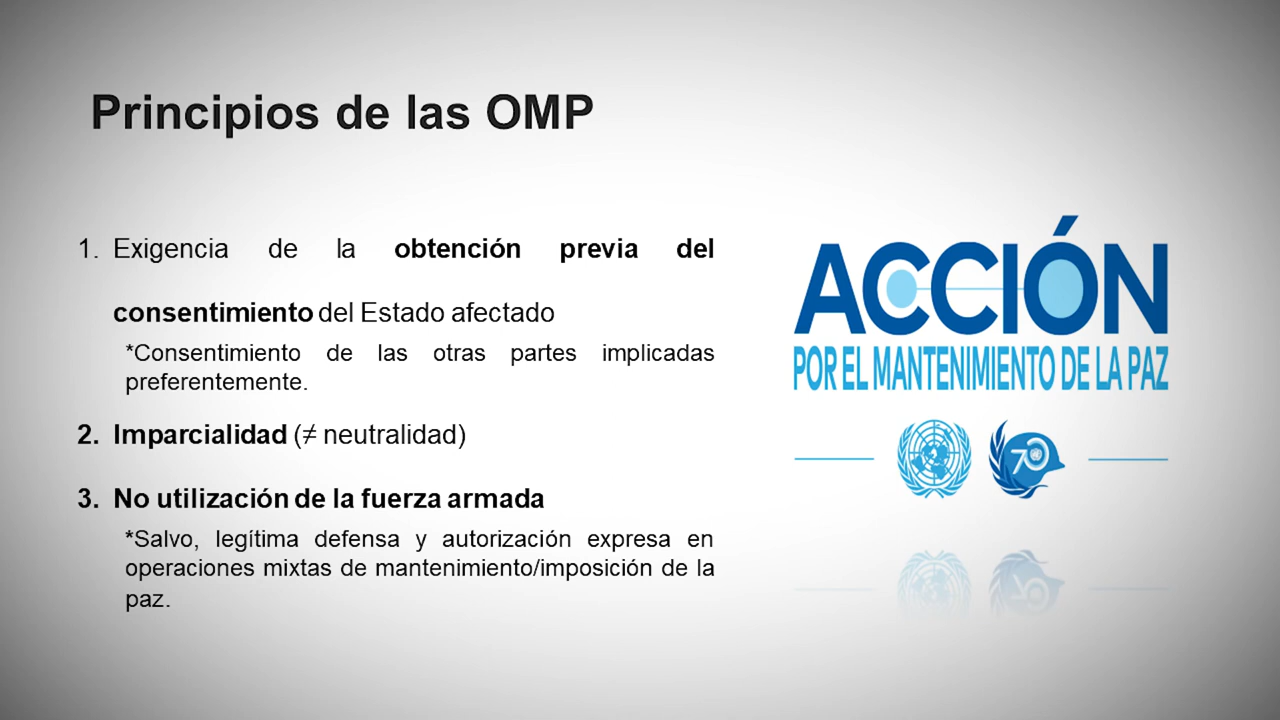 Principios de las OMP
1. Exigencia de la obtención previa del
consentimiento del Estado afectado
*Consentimiento de las otras partes implicadas
preferentemente.
2. Imparcialidad (≠ neutralidad)
3. No utilización de la fuerza armada
*Salvo, legítima defensa y autorización expresa en
operaciones mixtas de mantenimiento/imposición de la
paz.
ACCIÓN
POR EL MANTENIMIENTO DE LA PAZ
70